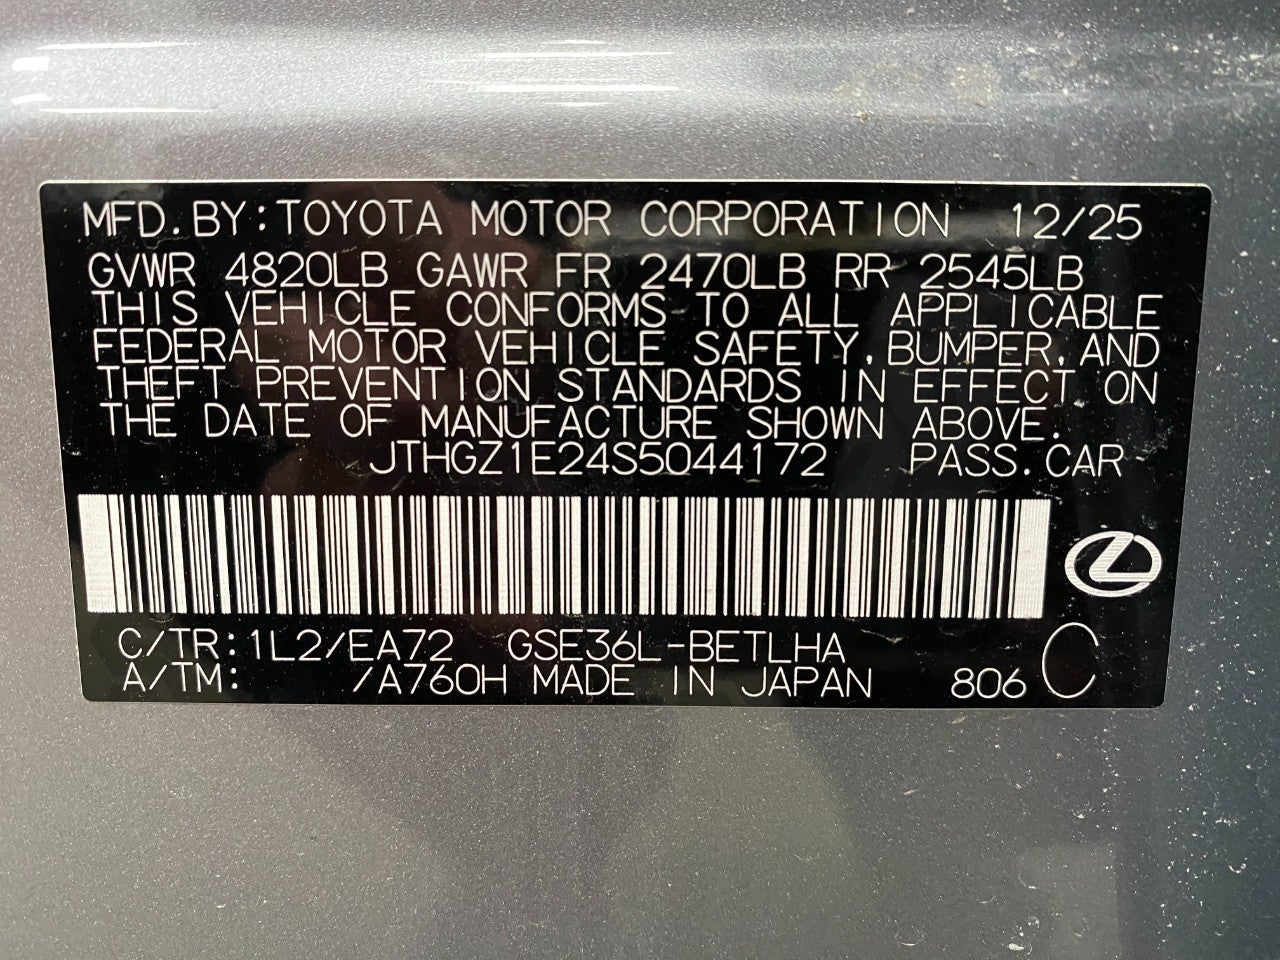 MFD.BY:TOYOTA MOTOR CORPORATION 12/25
GVWR 4820LB GAWR FR 2470LB RR 2545LB
THIS VEHICLE CONFORMS TO ALL APPLICABLE
FEDERAL MOTOR VEHICLE SAFETY,BUMPER,AND
THEFT PREVENTION STANDARDS IN EFFECT ON
THE DATE OF MANUFACTURE SHOWN ABOVE.
JTHGZ1E24S5044172 PASS.CAR
C/TR:1L2/EA72 GSE36L-BETLHA
A/TM: /A760H MADE IN JAPAN 806 C